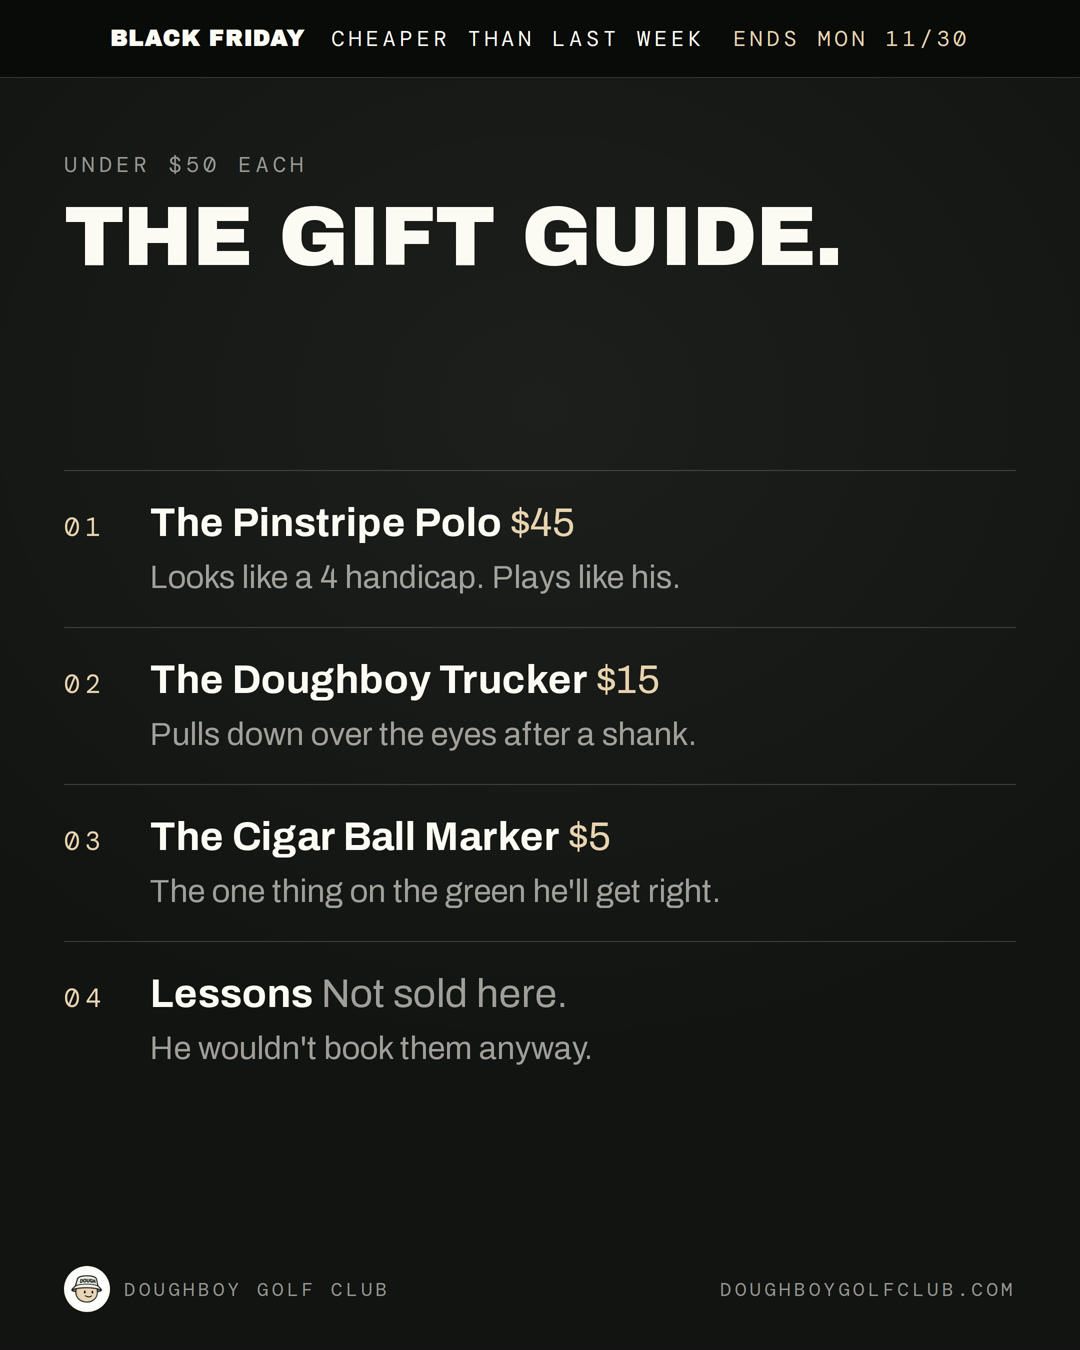 BLACK FRIDAY CHEAPER THAN LAST WEEK ENDS MON 11/30
UNDER $50 EACH
THE GIFT GUIDE.
01 The Pinstripe Polo $45
Looks like a 4 handicap. Plays like his.
02 The Doughboy Trucker $15
Pulls down over the eyes after a shank.
03 The Cigar Ball Marker $5
The one thing on the green he'll get right.
04 Lessons Not sold here.
He wouldn't book them anyway.
DOUGH
DOUGHBOY GOLF CLUB
DOUGHBOYGOLFCLUB.COM